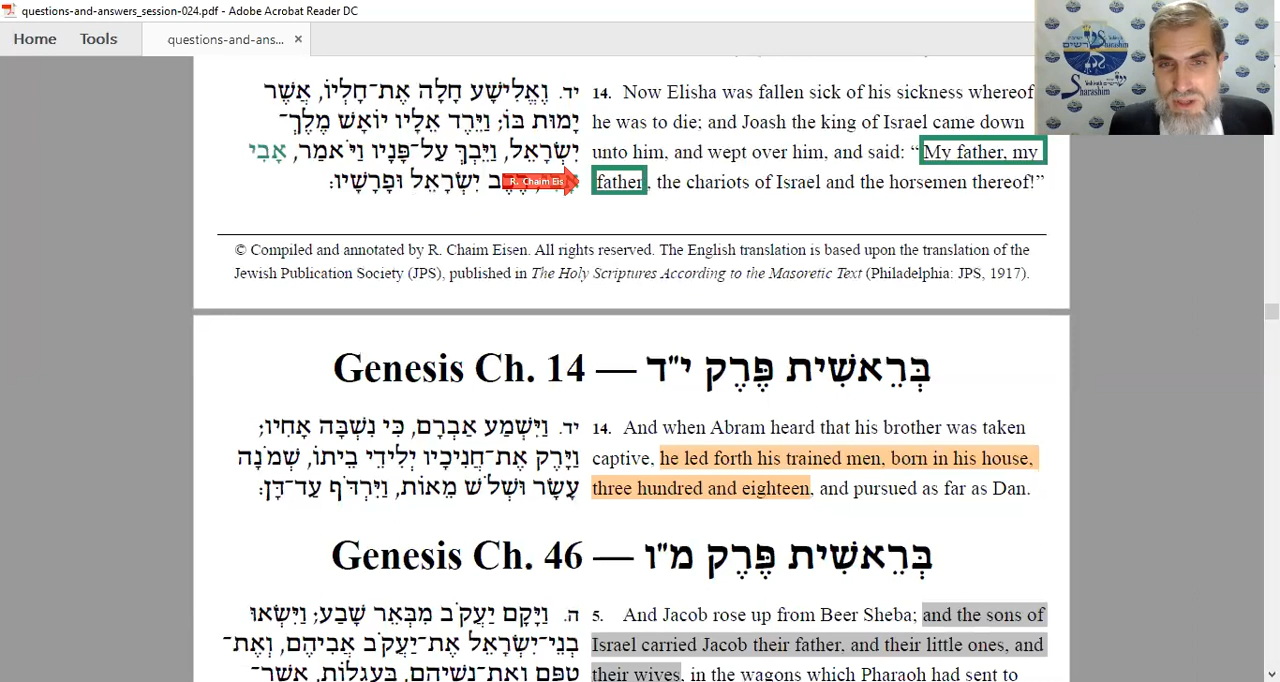 questions-and-answers_session-024.pdf - Adobe Acrobat Reader DC
Home Tools questions-and-ans... ×
יד. וֶאֱלִישָׁע חָלָה אֶת־חָלְיוֹ, אֲשֶׁר
יָמוּת בּוֹ; וַיֵּרֶד אֵלָיו יוֹאָשׁ מֶלֶךְ־
יִשְׂרָאֵל, וַיֵּבְךְּ עַל־פָּנָיו וַיֹּאמַר, אָבִי
רֶכֶב יִשְׂרָאֵל וּפָרָשָׁיו:
R. Chaim Eis
14. Now Elisha was fallen sick of his sickness whereof
he was to die; and Joash the king of Israel came down
unto him, and wept over him, and said: “My father, my
father, the chariots of Israel and the horsemen thereof!”
© Compiled and annotated by R. Chaim Eisen. All rights reserved. The English translation is based upon the translation of the
Jewish Publication Society (JPS), published in The Holy Scriptures According to the Masoretic Text (Philadelphia: JPS, 1917).
Genesis Ch. 14 — בְּרֵאשִׁית פֶּרֶק י"ד
יד. וַיִּשְׁמַע אַבְרָם, כִּי נִשְׁבָּה אָחִיו;
וַיָּרֶק אֶת־חֲנִיכָיו יְלִידֵי בֵיתוֹ, שְׁמֹנָה
עָשָׂר וּשְׁלֹשׁ מֵאוֹת, וַיִּרְדֹּף עַד־דָּן:
14. And when Abram heard that his brother was taken
captive, he led forth his trained men, born in his house,
three hundred and eighteen, and pursued as far as Dan.
Genesis Ch. 46 — בְּרֵאשִׁית פֶּרֶק מ"ו
ה. וַיָּקָם יַעֲקֹב מִבְּאֵר שָׁבַע; וַיִּשְׂאוּ
בְנֵי־יִשְׂרָאֵל אֶת־יַעֲקֹב אֲבִיהֶם, וְאֶת־
טַפָּם וְאֶת־נְשֵׁיהֶם, בָּעֲגָלוֹת, אֲשֶׁר־
5. And Jacob rose up from Beer Sheba; and the sons of
Israel carried Jacob their father, and their little ones, and
their wives, in the wagons which Pharaoh had sent to
Sharashim